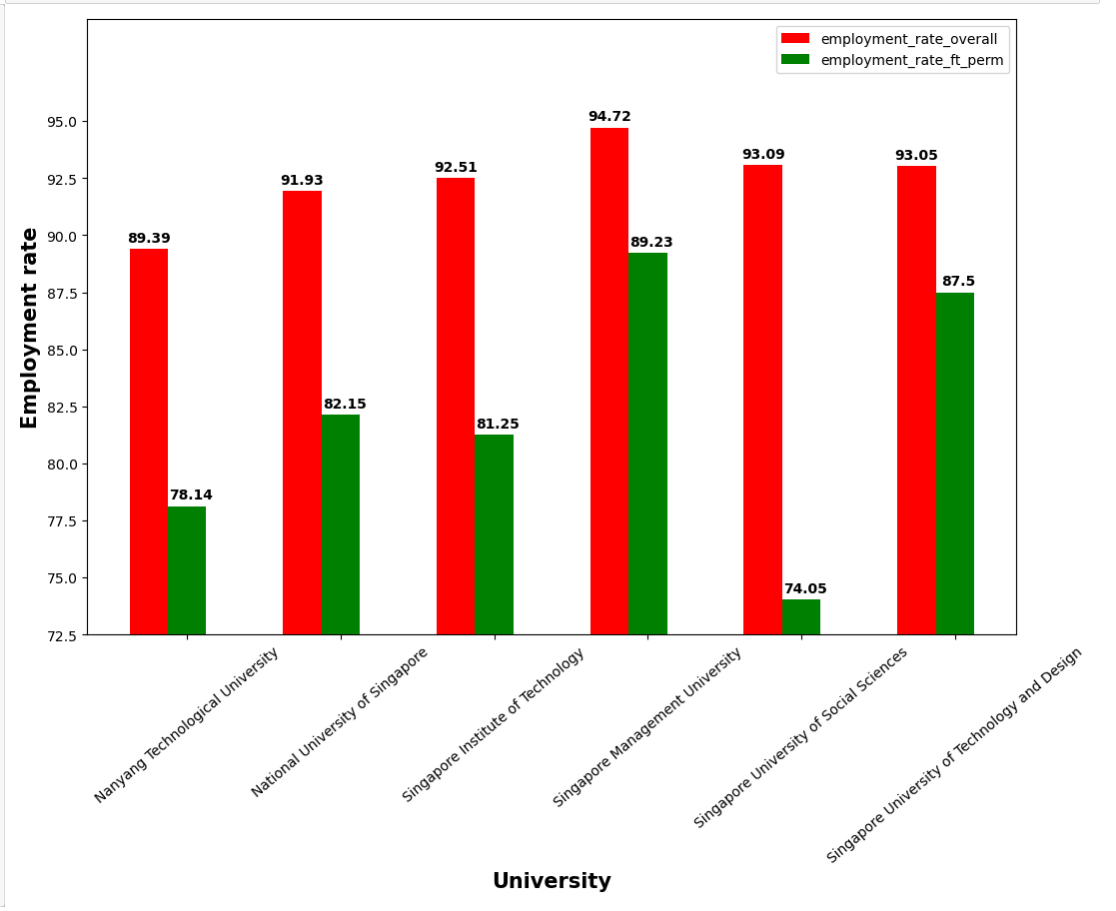 employment_rate_overall
employment_rate_ft_perm
Employment rate
95.0
92.5
90.0
87.5
85.0
82.5
80.0
77.5
75.0
72.5
89.39
78.14
91.93
82.15
92.51
81.25
94.72
89.23
93.09
74.05
93.05
87.5
Nanyang Technological University
National University of Singapore
Singapore Institute of Technology
Singapore Management University
Singapore University of Social Sciences
Singapore University of Technology and Design
University